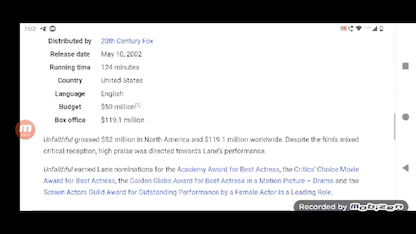 7:02
Distributed by 20th Century Fox
Release date May 10, 2002
Running time 124 minutes
Country United States
Language English
Budget $50 million[1]
Box office $119.1 million
Unfaithful grossed $52 million in North America and $119.1 million worldwide. Despite the film's mixed
critical reception, high praise was directed towards Lane's performance.
Unfaithful earned Lane nominations for the Academy Award for Best Actress, the Critics' Choice Movie
Award for Best Actress, the Golden Globe Award for Best Actress in a Motion Picture – Drama and the
Screen Actors Guild Award for Outstanding Performance by a Female Actor in a Leading Role.
Recorded by Mobizen